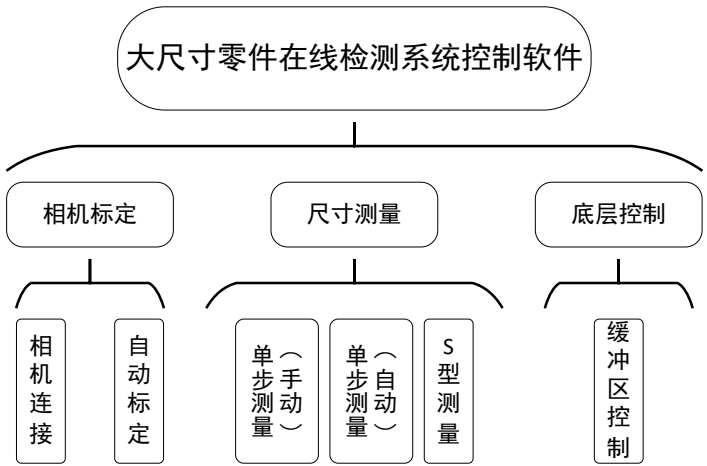 大尺寸零件在线检测系统控制软件
相机标定
尺寸测量
底层控制
相机连接
自动标定
单步测量
（手动）
单步测量
（自动）
S型测量
缓冲区控制